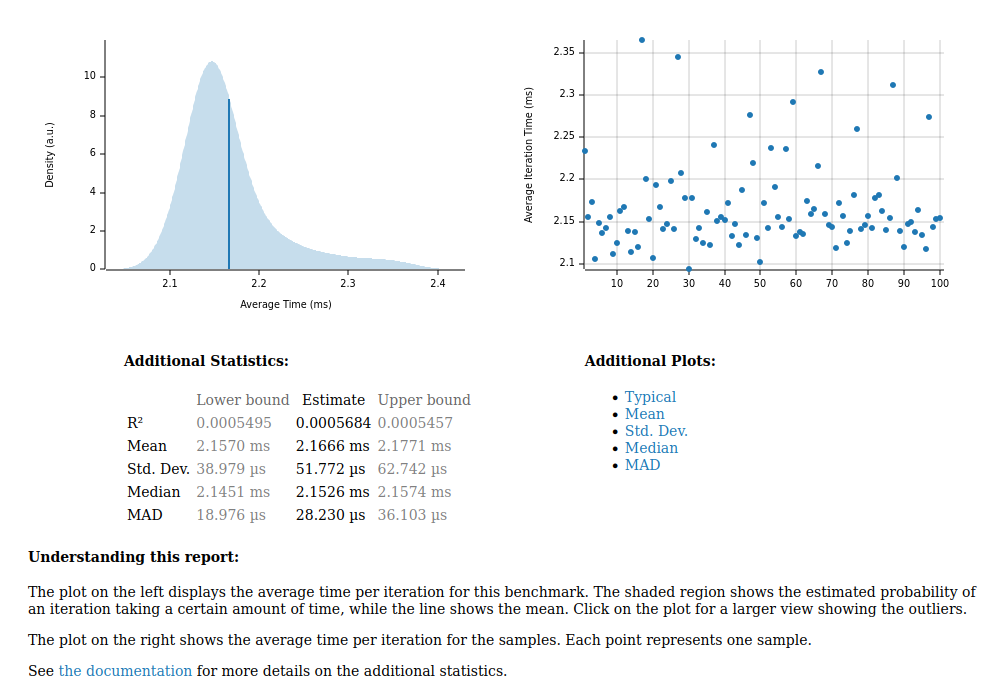 Density (a.u.)
10
8
6
4
2
0
2.1 2.2 2.3 2.4
Average Time (ms)
Average Iteration Time (ms)
2.35
2.3
2.25
2.2
2.15
2.1
10 20 30 40 50 60 70 80 90 100
Additional Statistics:
Lower bound Estimate Upper bound
R² 0.0005495 0.0005684 0.0005457
Mean 2.1570 ms 2.1666 ms 2.1771 ms
Std. Dev. 38.979 µs 51.772 µs 62.742 µs
Median 2.1451 ms 2.1526 ms 2.1574 ms
MAD 18.976 µs 28.230 µs 36.103 µs
Additional Plots:
Typical
Mean
Std. Dev.
Median
MAD
Understanding this report:
The plot on the left displays the average time per iteration for this benchmark. The shaded region shows the estimated probability of
an iteration taking a certain amount of time, while the line shows the mean. Click on the plot for a larger view showing the outliers.
The plot on the right shows the average time per iteration for the samples. Each point represents one sample.
See the documentation for more details on the additional statistics.